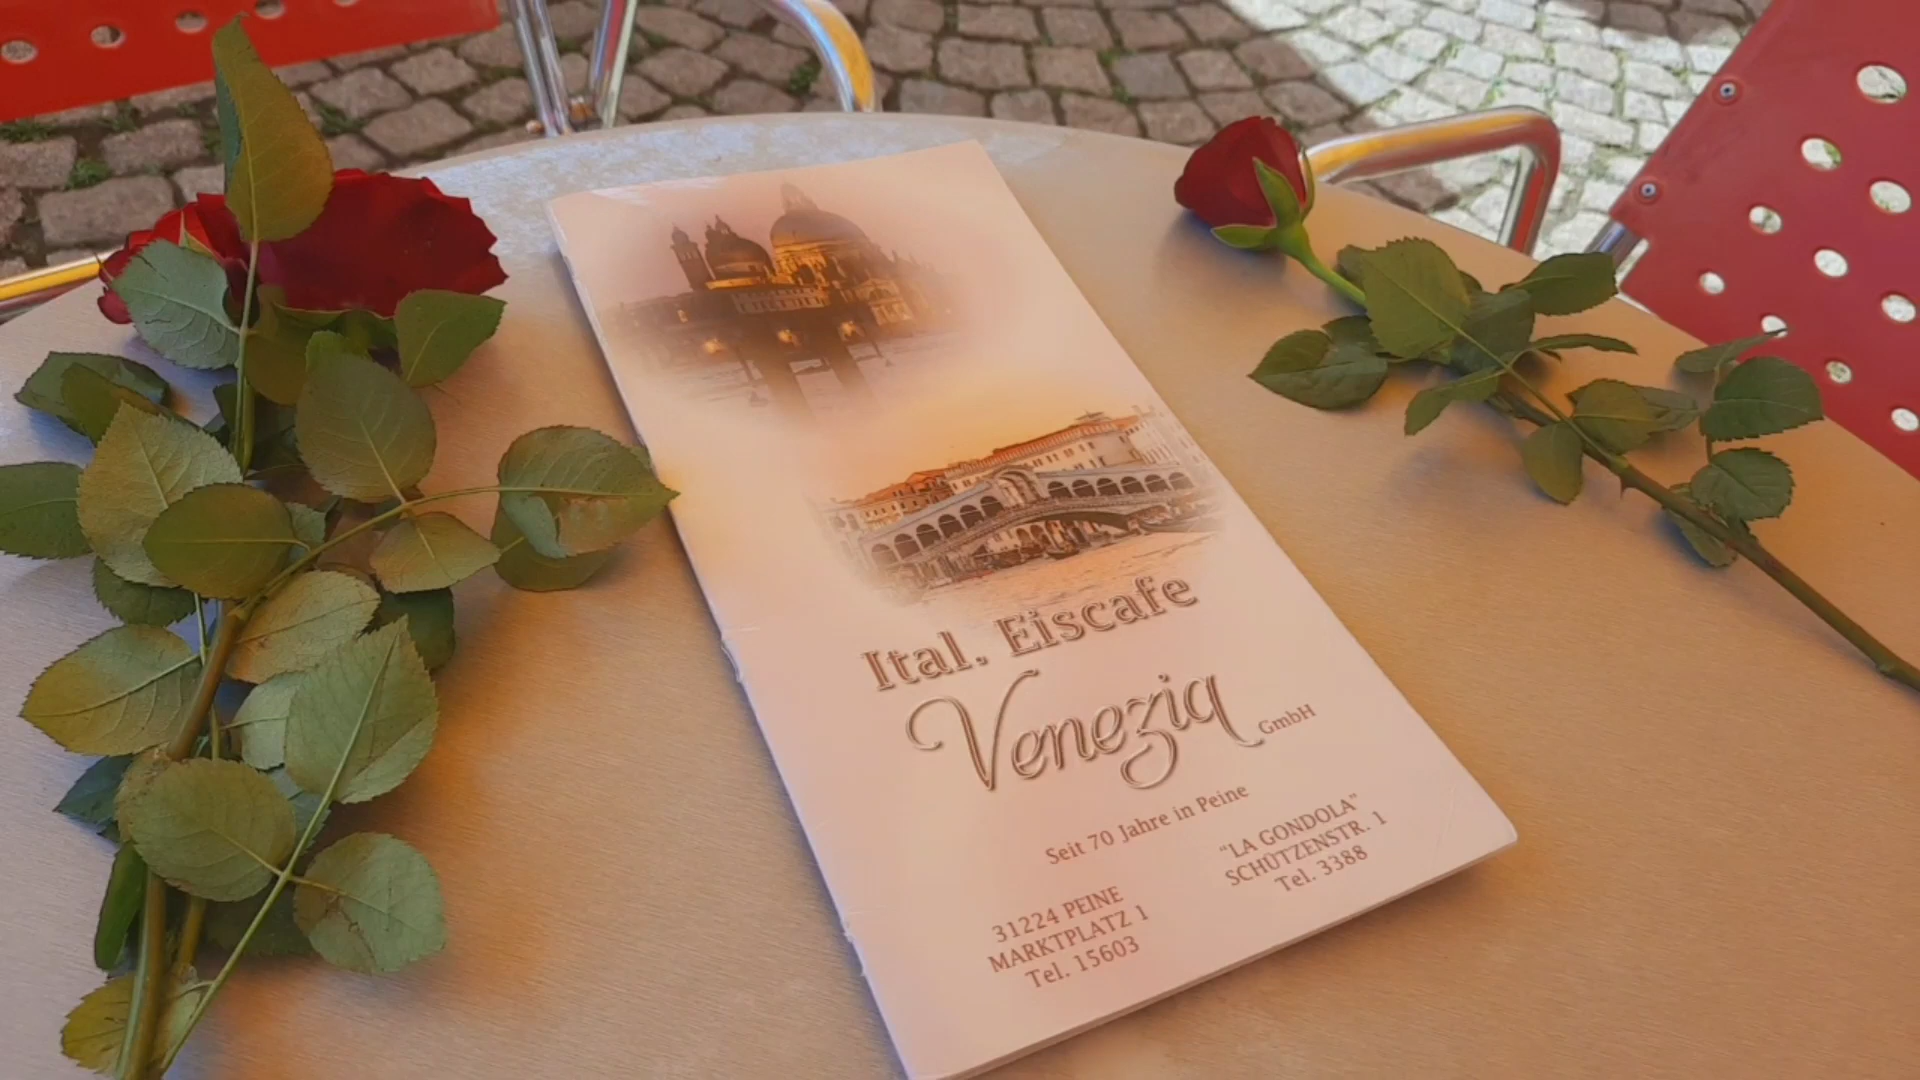 Ital. Eiscafe
Venezia GmbH
Seit 70 Jahre in Peine
"LA GONDOLA"
SCHÜTZENSTR. 1
Tel. 3388
31224 PEINE
MARKTPLATZ 1
Tel. 15603